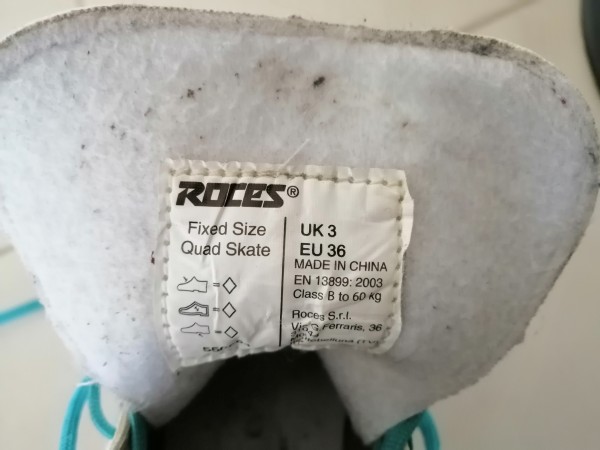 ROCES®
Fixed Size
Quad Skate
UK 3
EU 36
MADE IN CHINA
EN 13899: 2003
Class B to 60 kg
Roces S.r.l.
Ferraris, 36